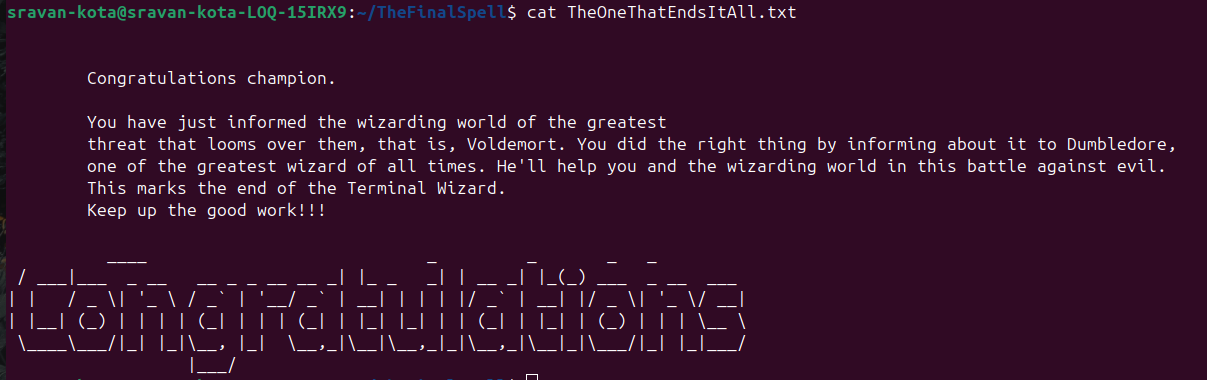 sravan-kota@sravan-kota-LOQ-15IRX9:~/TheFinalSpell$ cat TheOneThatEndsItAll.txt
Congratulations champion.
You have just informed the wizarding world of the greatest
threat that looms over them, that is, Voldemort. You did the right thing by informing about it to Dumbledore,
one of the greatest wizard of all times. He'll help you and the wizarding world in this battle against evil.
This marks the end of the Terminal Wizard.
Keep up the good work!!!
Congratulations